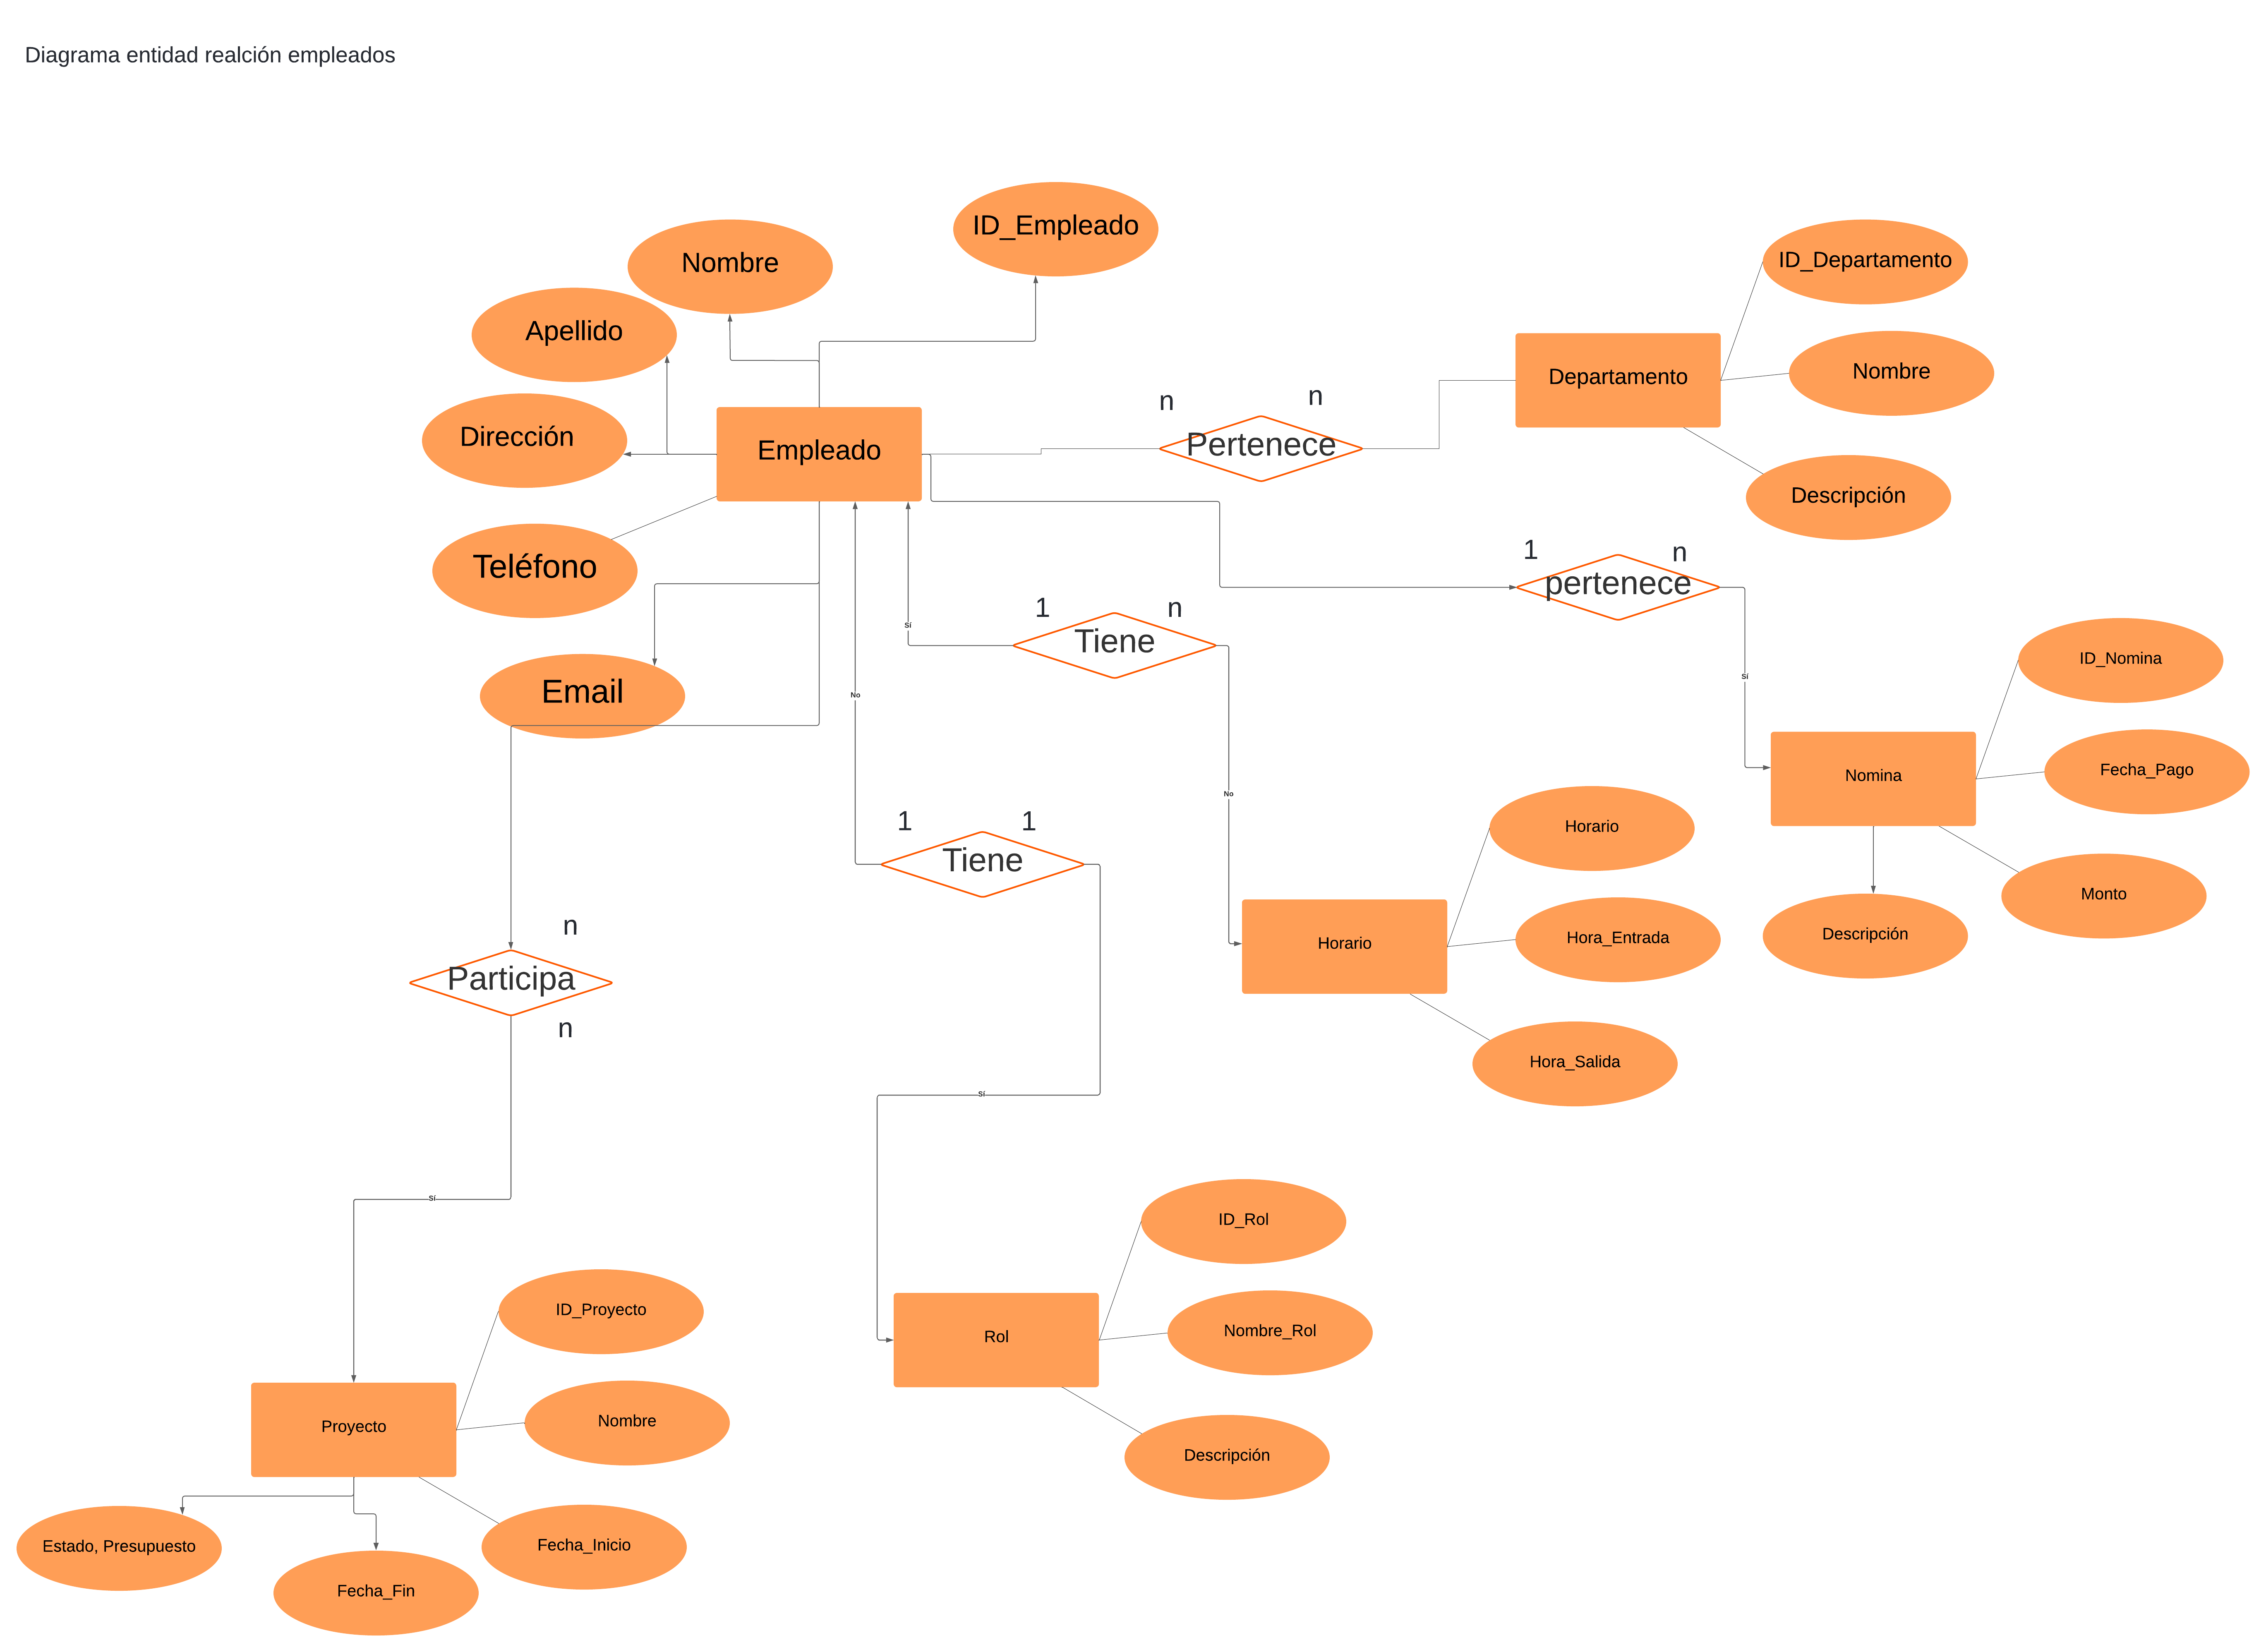 Diagrama entidad realción empleados
ID_Empleado
Nombre
Apellido
Dirección
Teléfono
Email
Empleado
n
n
Pertenece
Departamento
ID_Departamento
Nombre
Descripción
1
n
pertenece
Sí
Nomina
ID_Nomina
Fecha_Pago
Monto
Descripción
1
n
Tiene
Sí
No
Horario
Horario
Hora_Entrada
Hora_Salida
No
1
1
Tiene
Sí
Rol
ID_Rol
Nombre_Rol
Descripción
n
Participa
n
Sí
Proyecto
ID_Proyecto
Nombre
Fecha_Inicio
Fecha_Fin
Estado, Presupuesto